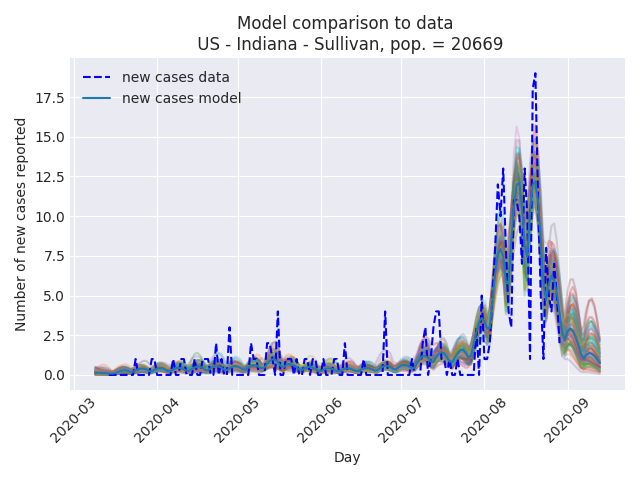 Model comparison to data
US - Indiana - Sullivan, pop. = 20669
new cases data
new cases model
Number of new cases reported
17.5
15.0
12.5
10.0
7.5
5.0
2.5
0.0
2020-03
2020-04
2020-05
2020-06
2020-07
2020-08
2020-09
Day